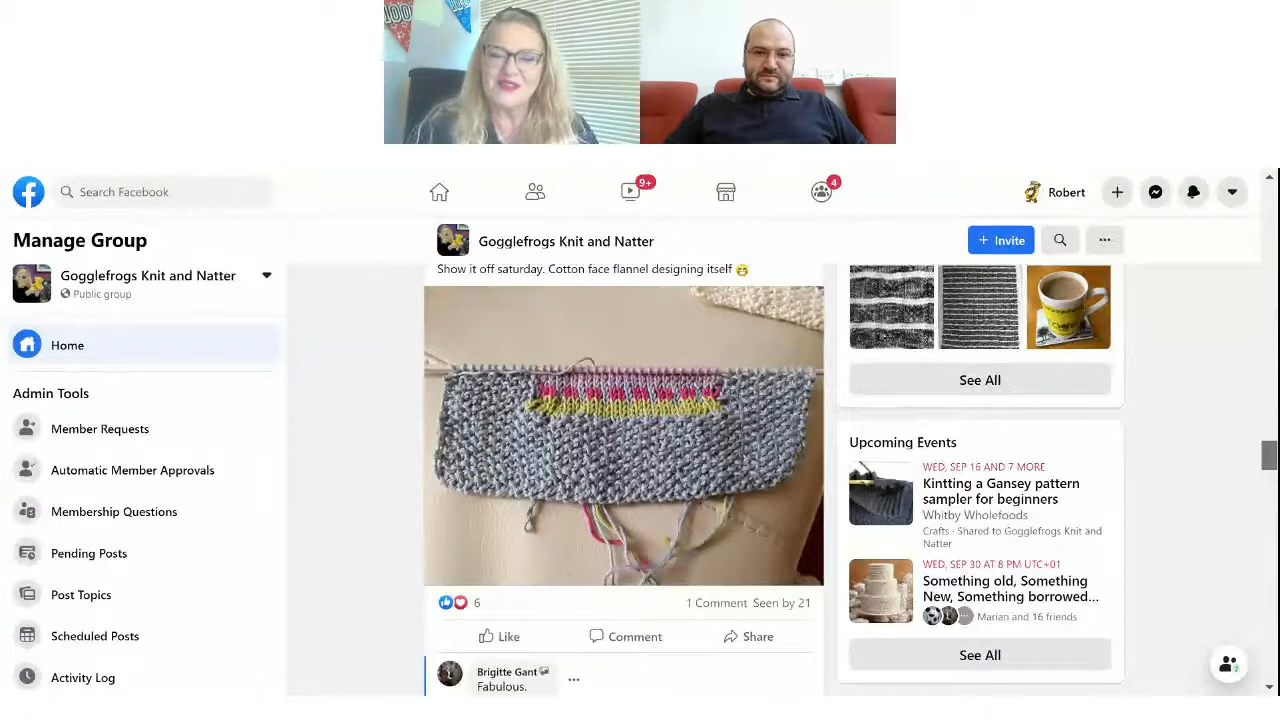 100
100
Search Facebook
9+
4
Robert
Manage Group
Gogglefrogs Knit and Natter
Public group
Home
Admin Tools
Member Requests
Automatic Member Approvals
Membership Questions
Pending Posts
Post Topics
Scheduled Posts
Activity Log
Gogglefrogs Knit and Natter
+ Invite
Show it off saturday. Cotton face flannel designing itself
6
1 Comment Seen by 21
Like
Comment
Share
Brigitte Gant
Fabulous.
See All
Upcoming Events
WED, SEP 16 AND 7 MORE
Kintting a Gansey pattern
sampler for beginners
Whitby Wholefoods
Crafts · Shared to Gogglefrogs Knit and
Natter
WED, SEP 30 AT 8 PM UTC+01
Something old, Something
New, Something borrowed...
Marian and 16 friends
See All